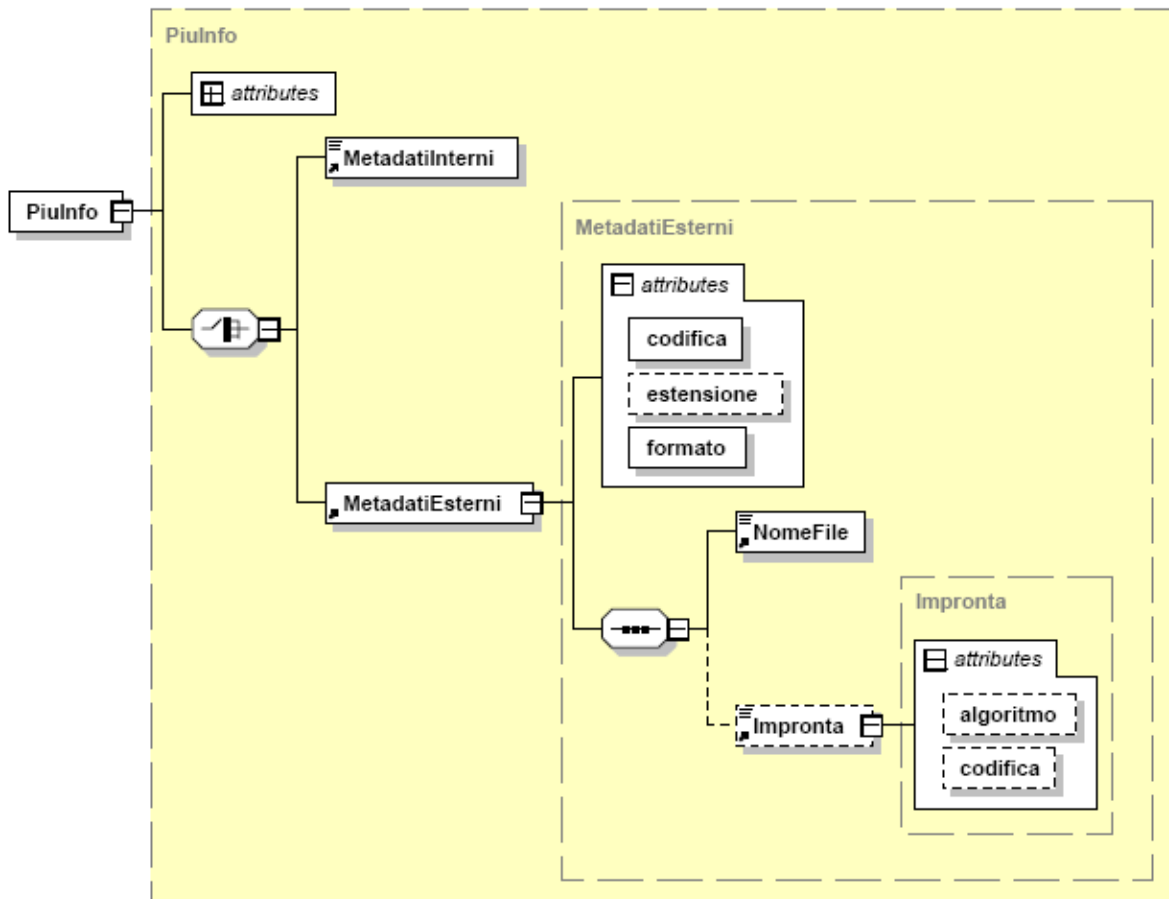 PiuInfo
attributes
MetadatiInterni
PiuInfo
MetadatiEsterni
attributes
codifica
estensione
formato
MetadatiEsterni
NomeFile
Impronta
attributes
algoritmo
Impronta
codifica